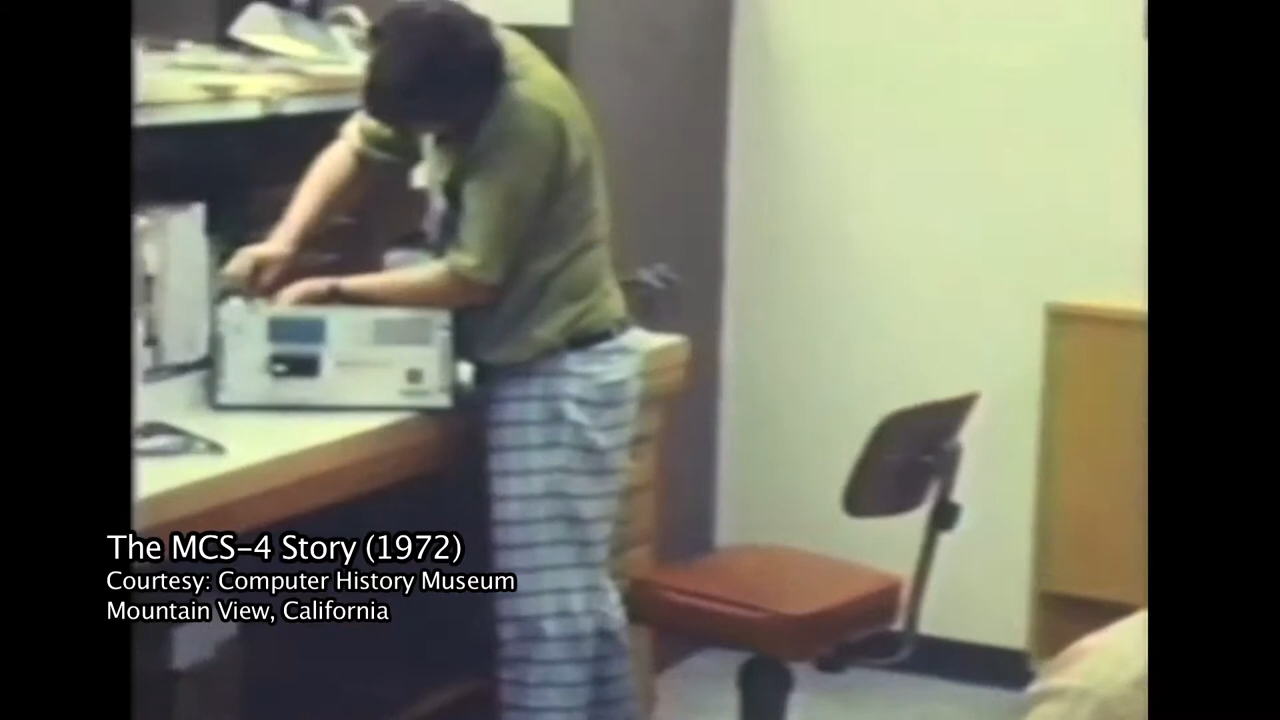 The MCS-4 Story (1972)
Courtesy: Computer History Museum
Mountain View, California